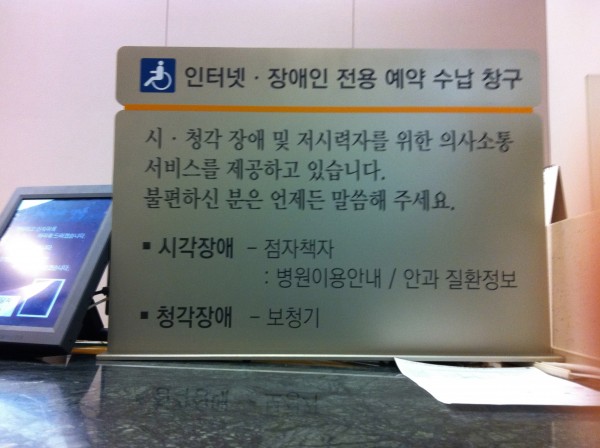 인터넷 · 장애인 전용 예약 수납 창구
시 · 청각 장애 및 저시력자를 위한 의사소통
서비스를 제공하고 있습니다.
불편하신 분은 언제든 말씀해 주세요.
▪ 시각장애 – 점자책자
: 병원이용안내 / 안과 질환정보
▪ 청각장애 – 보청기